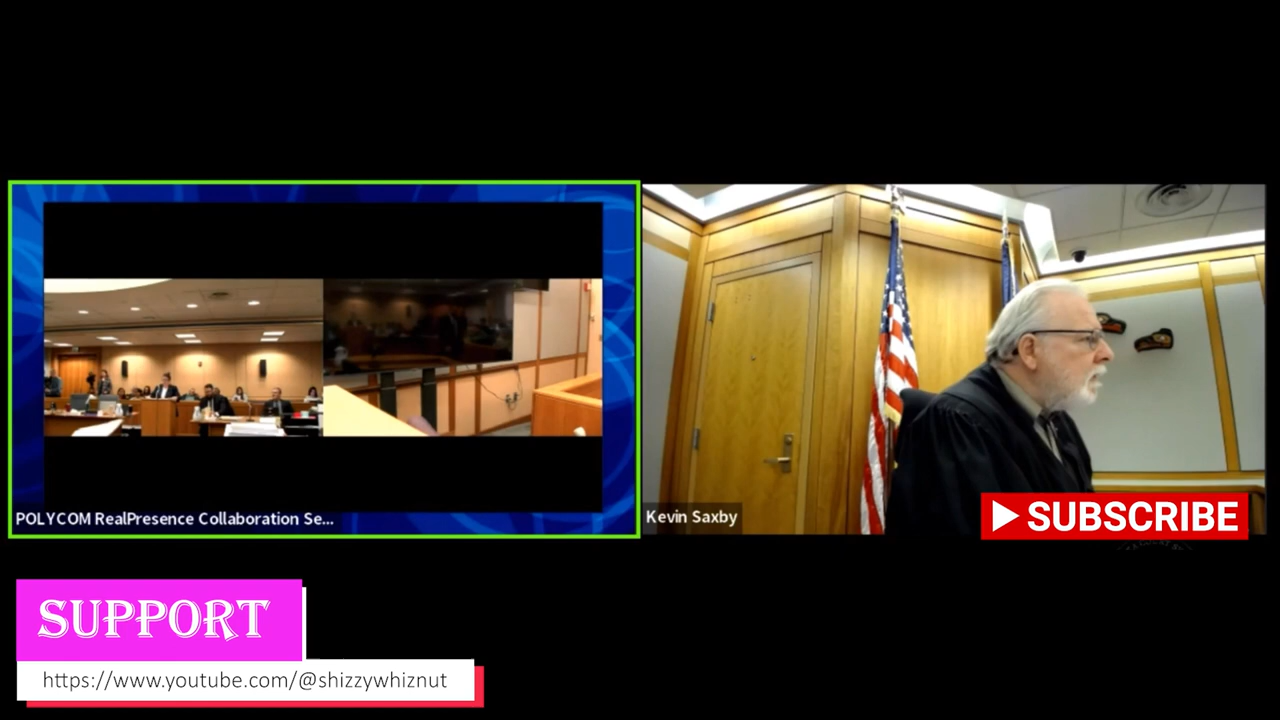 POLYCOM RealPresence Collaboration Se...
Kevin Saxby
SUBSCRIBE
SUPPORT
https://www.youtube.com/@shizzywhiznut